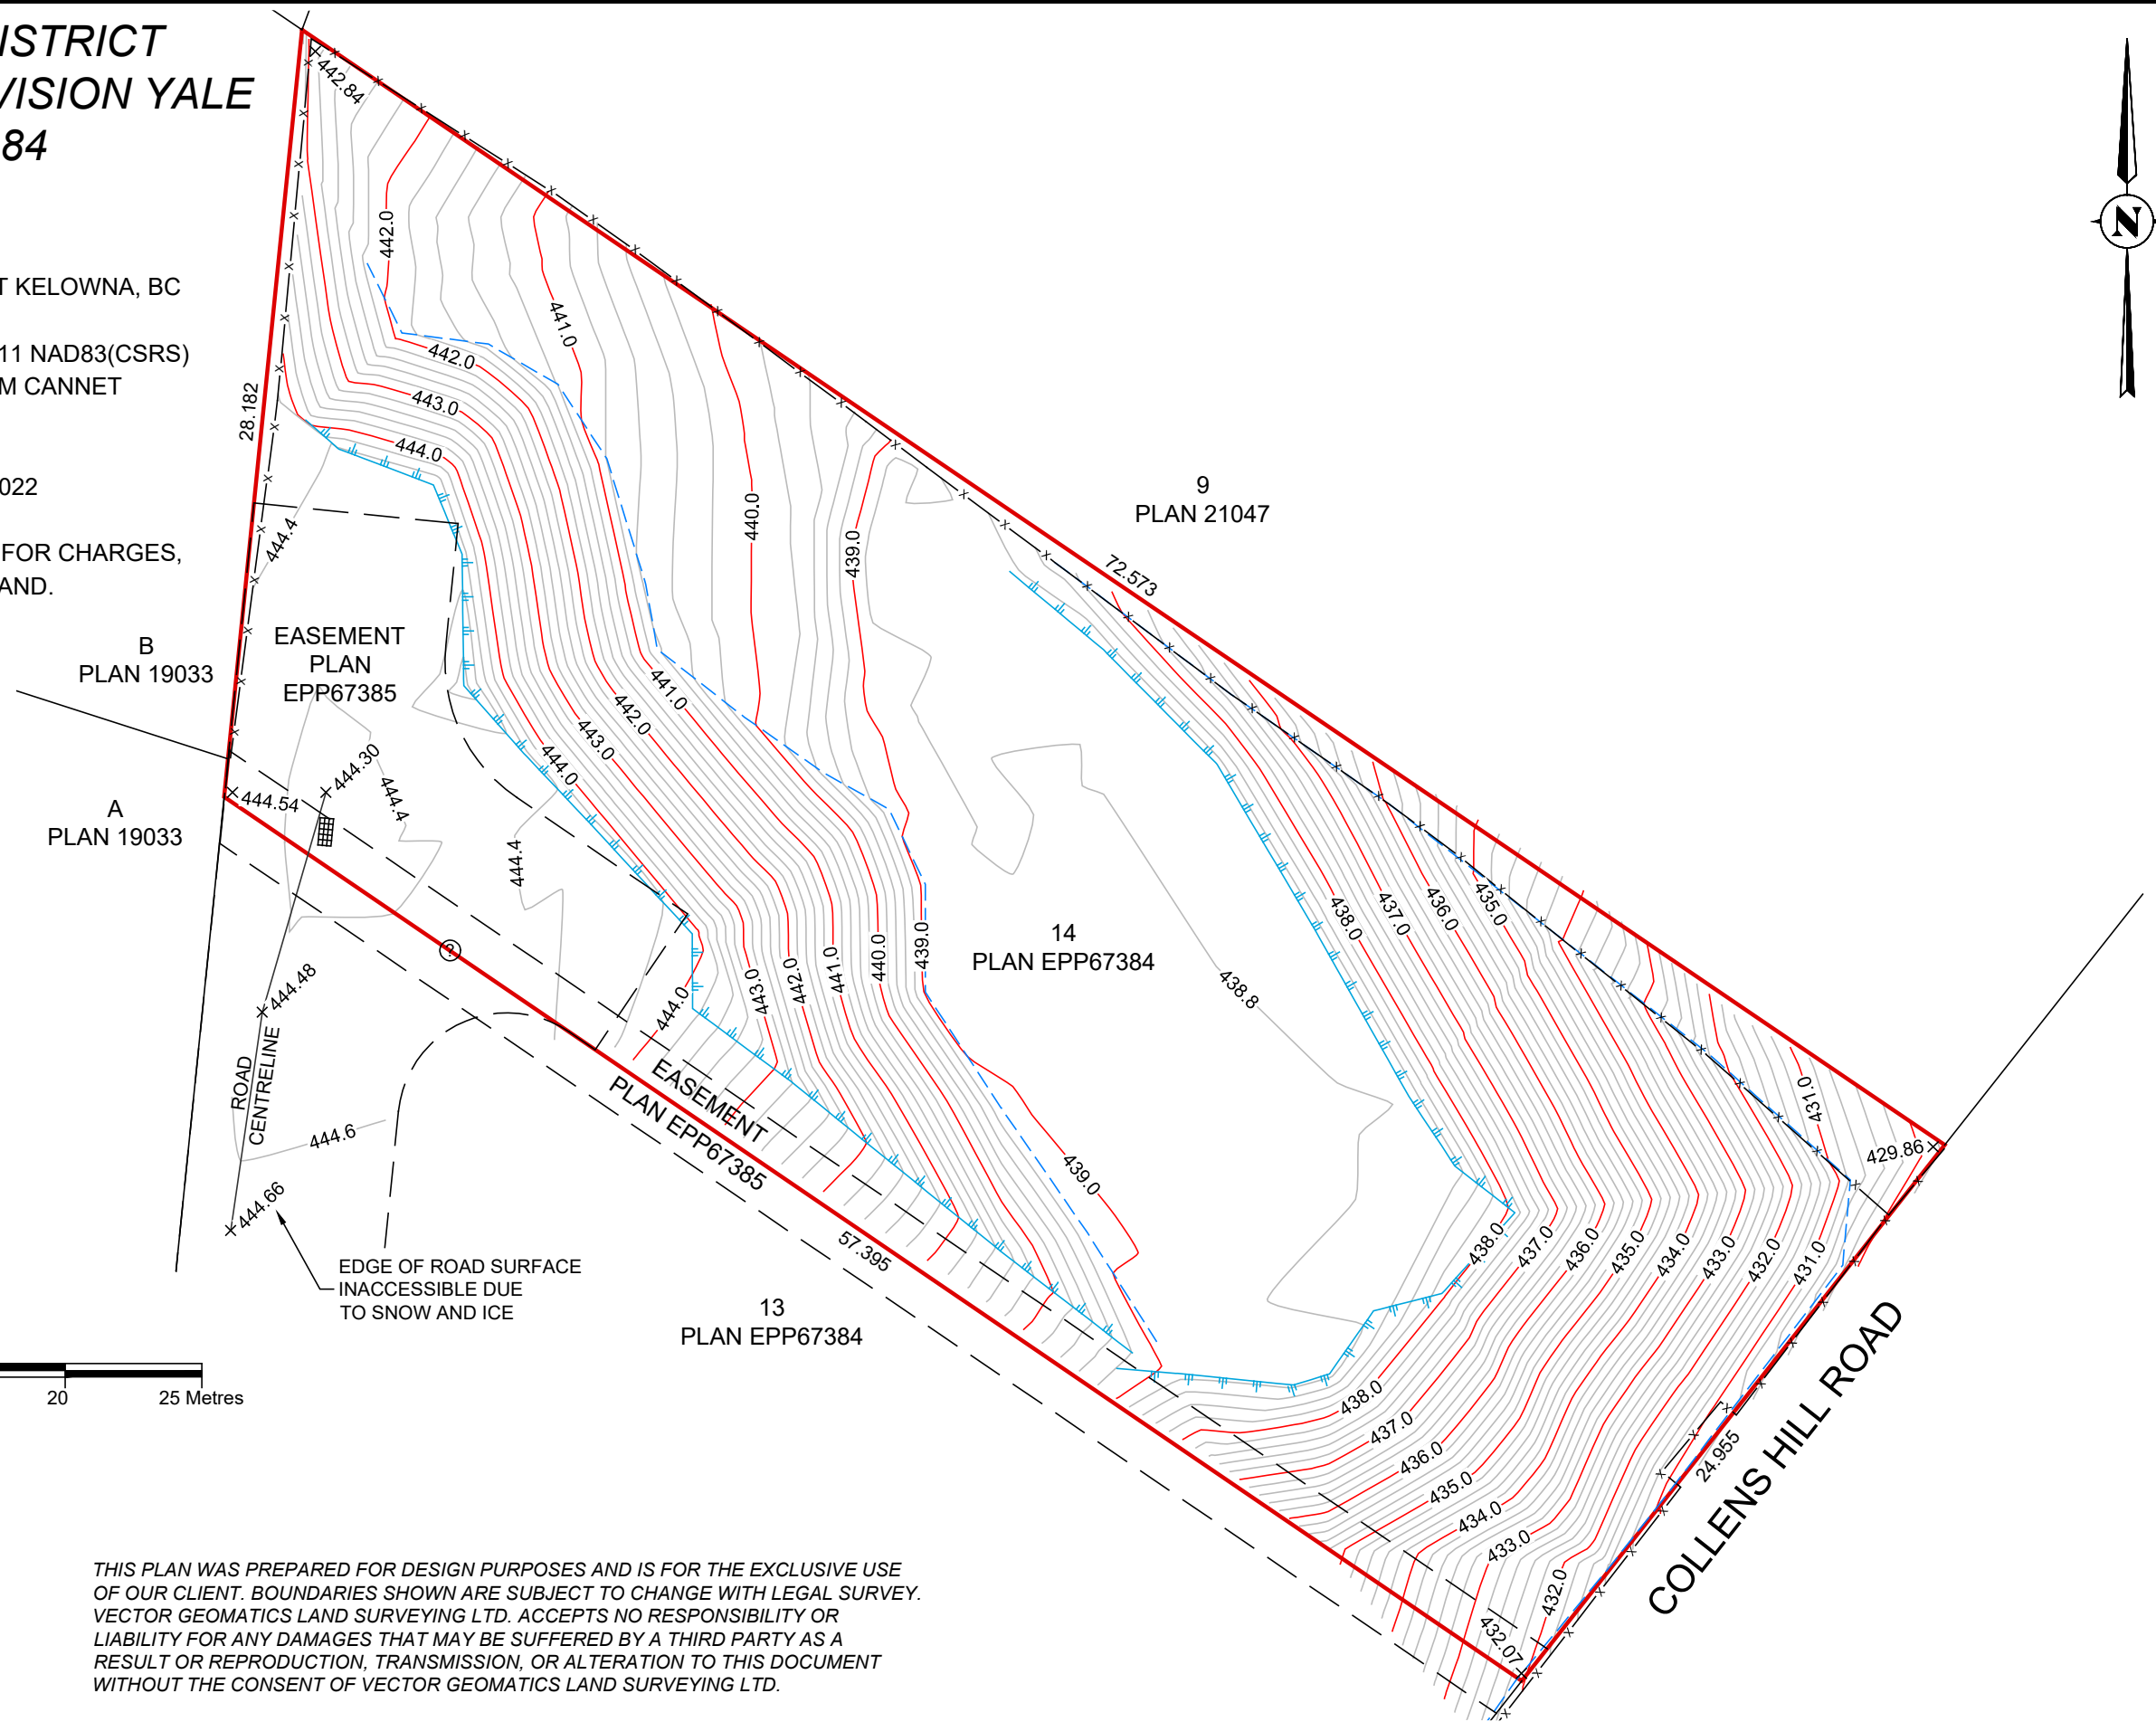 ISTRICT
VISION YALE
84
T KELOWNA, BC
11 NAD83(CSRS)
M CANNET
022
FOR CHARGES,
AND.
N
442.84
442.0
442.0
443.0
444.0
441.0
440.0
439.0
28.182
9
PLAN 21047
72.573
444.4
B
PLAN 19033
EASEMENT
PLAN
EPP67385
A
PLAN 19033
444.54
444.30
444.4
444.4
444.0
443.0
442.0
441.0
444.48
ROAD
CENTRELINE
444.6
444.66
EDGE OF ROAD SURFACE
INACCESSIBLE DUE
TO SNOW AND ICE
?
444.0
443.0
442.0
441.0
440.0
439.0
14
PLAN EPP67384
438.8
438.0
437.0
436.0
435.0
431.0
429.86
EASEMENT
PLAN EPP67385
57.395
439.0
13
PLAN EPP67384
438.0
437.0
436.0
435.0
434.0
433.0
432.0
431.0
438.0
437.0
436.0
435.0
434.0
433.0
432.0
432.07
24.955
COLLENS HILL ROAD
20
25 Metres
THIS PLAN WAS PREPARED FOR DESIGN PURPOSES AND IS FOR THE EXCLUSIVE USE
OF OUR CLIENT. BOUNDARIES SHOWN ARE SUBJECT TO CHANGE WITH LEGAL SURVEY.
VECTOR GEOMATICS LAND SURVEYING LTD. ACCEPTS NO RESPONSIBILITY OR
LIABILITY FOR ANY DAMAGES THAT MAY BE SUFFERED BY A THIRD PARTY AS A
RESULT OR REPRODUCTION, TRANSMISSION, OR ALTERATION TO THIS DOCUMENT
WITHOUT THE CONSENT OF VECTOR GEOMATICS LAND SURVEYING LTD.